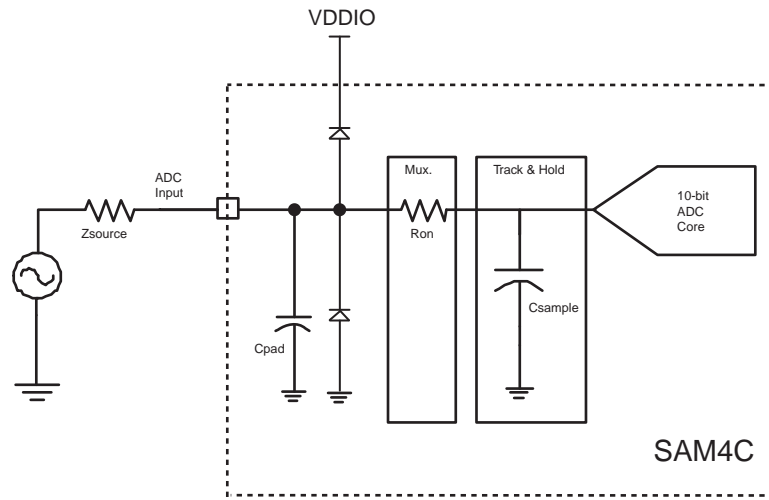 VDDIO
Mux.
Track & Hold
ADC
Input
10-bit
ADC
Core
Zsource
Ron
Csample
Cpad
SAM4C